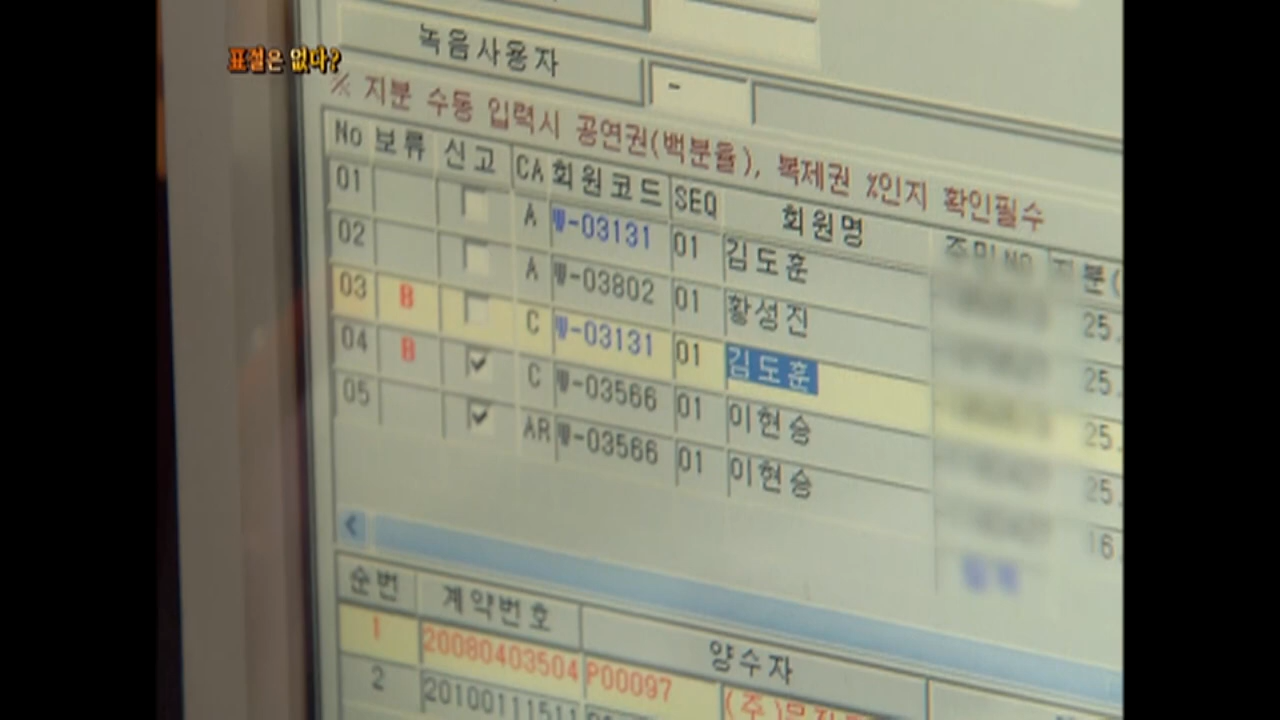 표절은 없다?
녹음사용자 -
※ 지분 수동 입력시 공연권(백분율), 복제권 %인지 확인필수
No 보류 신고 CA 회원코드 SEQ 회원명
01 A W-03131 01 김도훈 25.
02 A W-03802 01 황성진 25.
03 B C W-03131 01 김도훈 25.
04 B C W-03566 01 이현승 25.
05 AR W-03566 01 이현승 16.
순번 계약번호 양수자
1 20080403504 P00097 (주)
2 20100111511